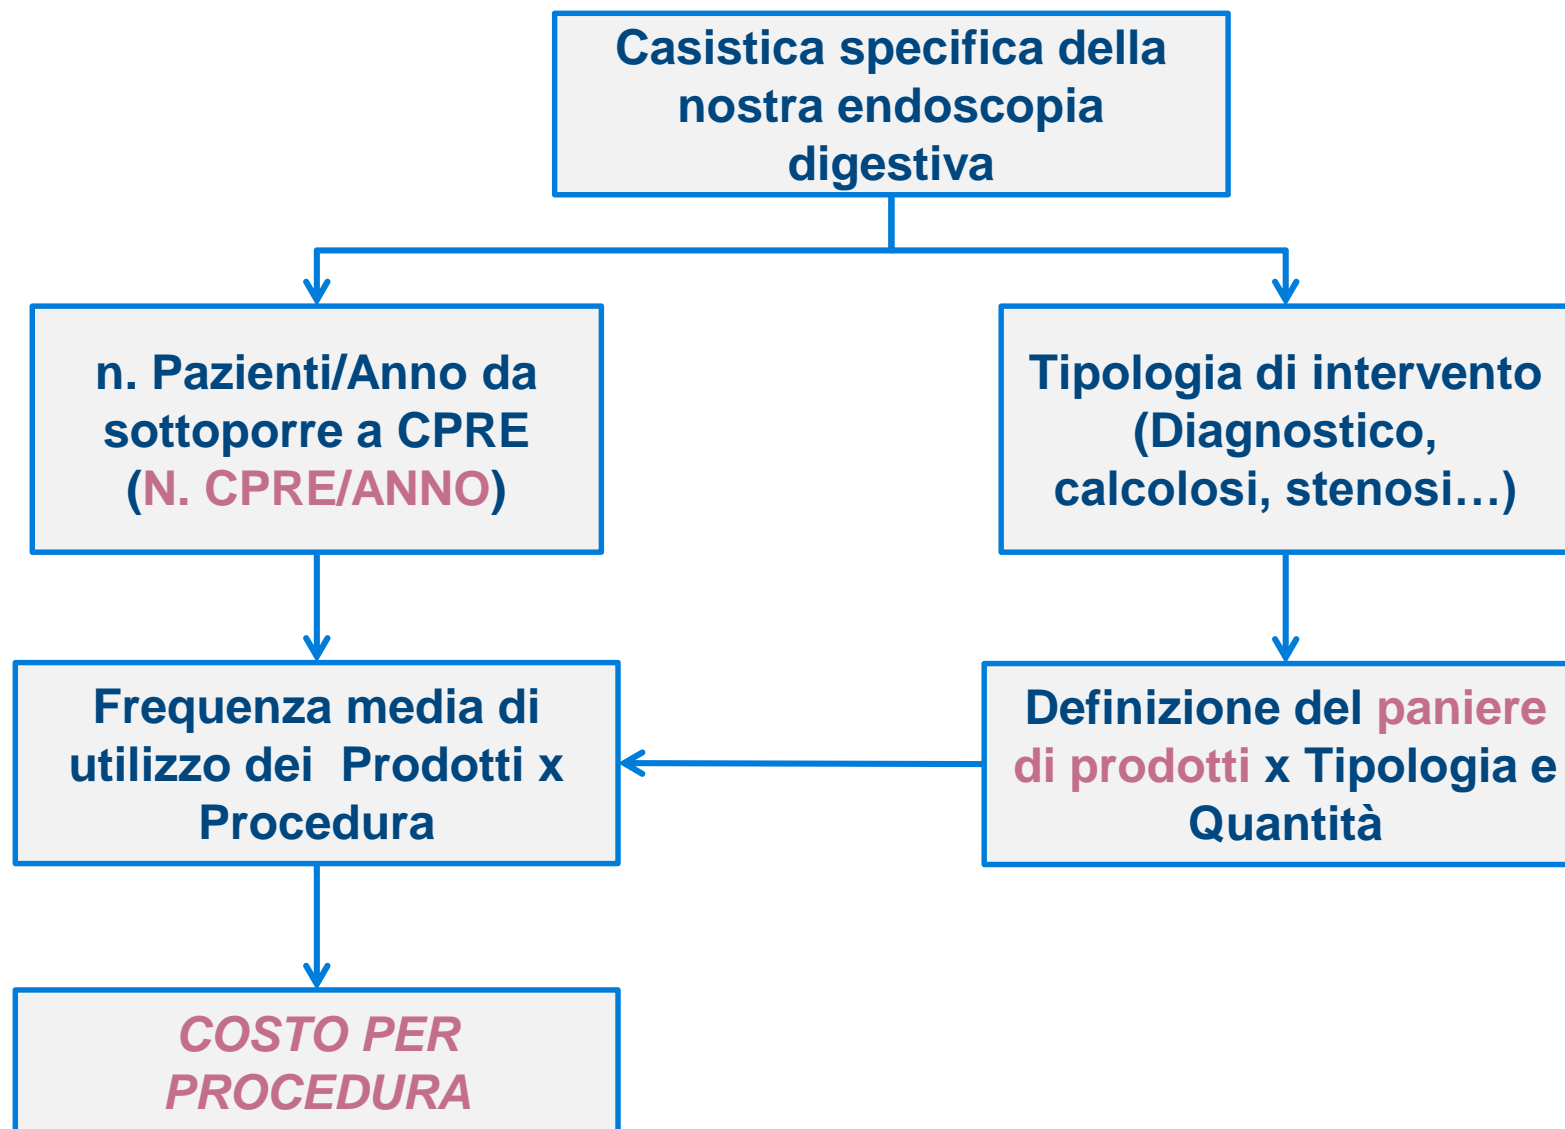 Casistica specifica della
nostra endoscopia
digestiva
n. Pazienti/Anno da
sottoporre a CPRE
(N. CPRE/ANNO)
Tipologia di intervento
(Diagnostico,
calcolosi, stenosi…)
Frequenza media di
utilizzo dei  Prodotti x
Procedura
Definizione del paniere
di prodotti x Tipologia e
Quantità
COSTO PER
PROCEDURA